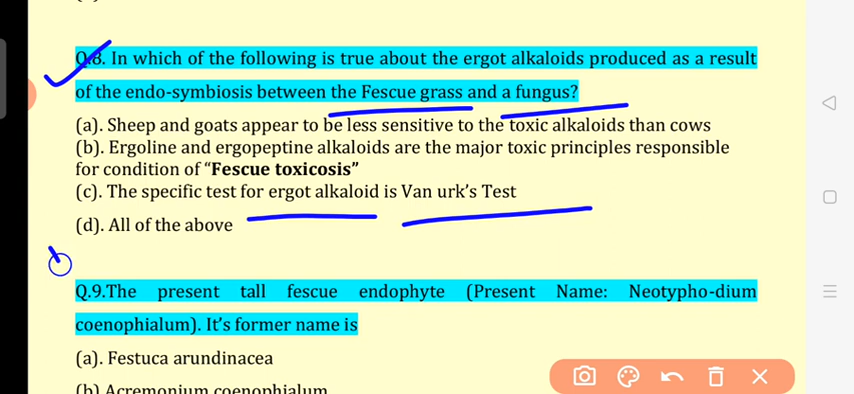 Q.8. In which of the following is true about the ergot alkaloids produced as a result
of the endo-symbiosis between the Fescue grass and a fungus?
(a). Sheep and goats appear to be less sensitive to the toxic alkaloids than cows
(b). Ergoline and ergopeptine alkaloids are the major toxic principles responsible
for condition of “Fescue toxicosis”
(c). The specific test for ergot alkaloid is Van urk’s Test
(d). All of the above
Q.9.The present tall fescue endophyte (Present Name: Neotypho-dium
coenophialum). It’s former name is
(a). Festuca arundinacea
(b) Acremonium coenophialum